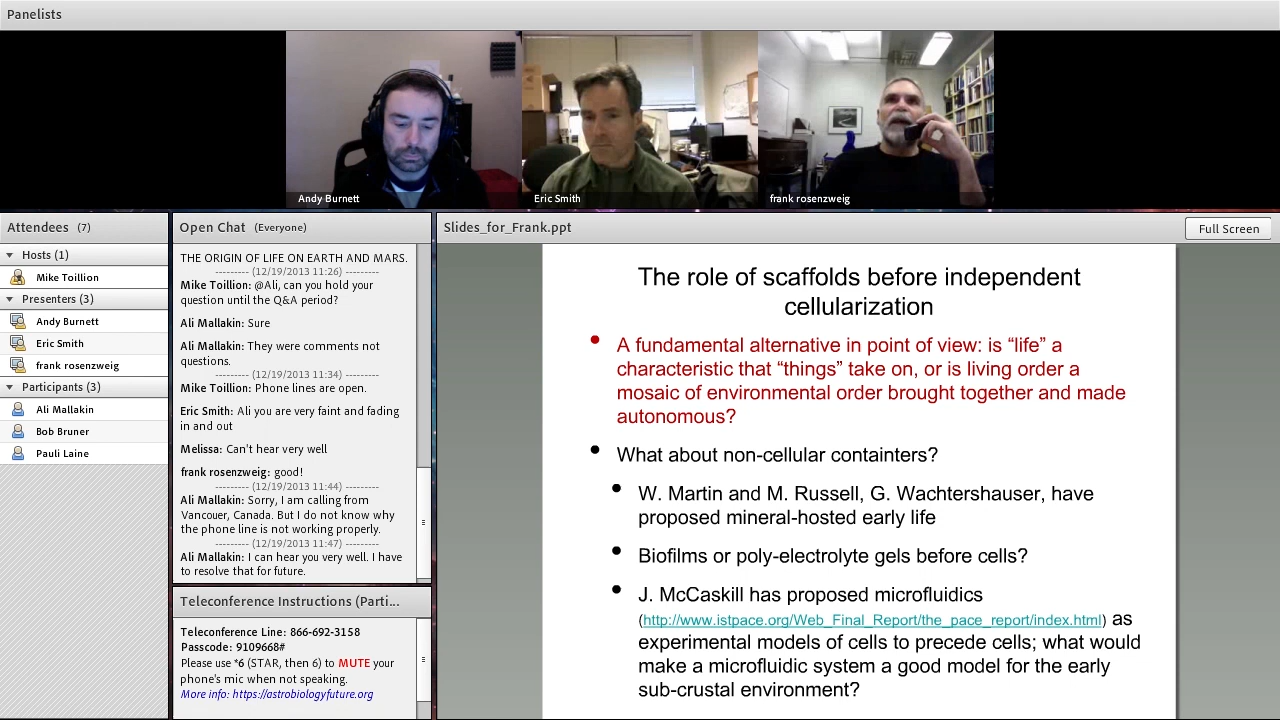 Panelists
Andy Burnett
Eric Smith
frank rosenzweig
Attendees (7)
Hosts (1)
Mike Toillion
Presenters (3)
Andy Burnett
Eric Smith
frank rosenzweig
Participants (3)
Ali Mallakin
Bob Bruner
Pauli Laine
Open Chat (Everyone)
THE ORIGIN OF LIFE ON EARTH AND MARS.
--------- (12/19/2013 11:26) ---------
Mike Toillion: @Ali, can you hold your
question until the Q&A period?
Ali Mallakin: Sure
Ali Mallakin: They were comments not
questions.
--------- (12/19/2013 11:34) ---------
Mike Toillion: Phone lines are open.
Eric Smith: Ali you are very faint and fading
in and out
Melissa: Can't hear very well
frank rosenzweig: good!
--------- (12/19/2013 11:44) ---------
Ali Mallakin: Sorry, I am calling from
Vancouer, Canada. But I do not know why
the phone line is not working properly.
--------- (12/19/2013 11:47) ---------
Ali Mallakin: I can hear you very well. I have
to resolve that for future.
Teleconference Instructions (Parti...
Teleconference Line: 866-692-3158
Passcode: 9109668#
Please use *6 (STAR, then 6) to MUTE your
phone's mic when not speaking.
More info: https://astrobiologyfuture.org
Slides_for_Frank.ppt
Full Screen
The role of scaffolds before independent
cellularization
• A fundamental alternative in point of view: is “life” a
characteristic that “things” take on, or is living order a
mosaic of environmental order brought together and made
autonomous?
• What about non-cellular containters?
• W. Martin and M. Russell, G. Wachtershauser, have
proposed mineral-hosted early life
• Biofilms or poly-electrolyte gels before cells?
• J. McCaskill has proposed microfluidics
(http://www.istpace.org/Web_Final_Report/the_pace_report/index.html) as
experimental models of cells to precede cells; what would
make a microfluidic system a good model for the early
sub-crustal environment?